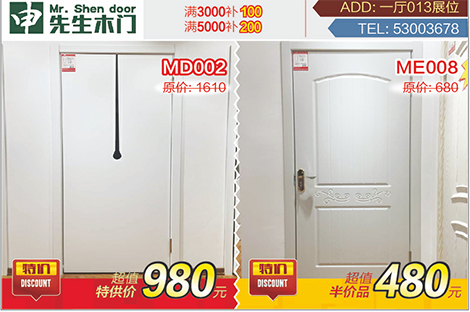 申
Mr. Shen door
先生木门
满3000补100
满5000补200
ADD: 一厅013展位
TEL: 53003678
MD002
原价: 1610
特价
DISCOUNT
超值
特供价 980元
ME008
原价: 680
特价
DISCOUNT
超值
半价品 480元